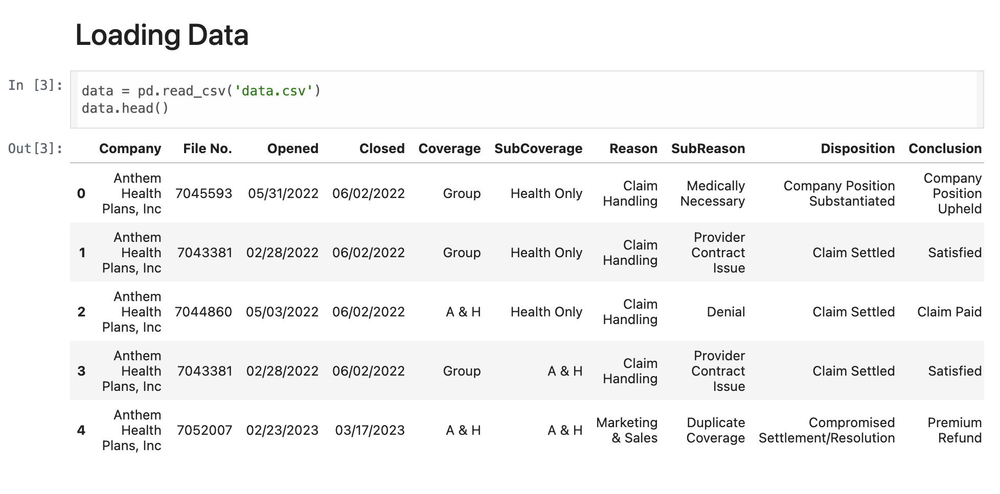 Loading Data
In [3]:
data = pd.read_csv('data.csv')
data.head()
Out[3]:
Company File No. Opened Closed Coverage SubCoverage Reason SubReason Disposition Conclusion
0 Anthem Health Plans, Inc 7045593 05/31/2022 06/02/2022 Group Health Only Claim Handling Medically Necessary Company Position Substantiated Company Position Upheld
1 Anthem Health Plans, Inc 7043381 02/28/2022 06/02/2022 Group Health Only Claim Handling Provider Contract Issue Claim Settled Satisfied
2 Anthem Health Plans, Inc 7044860 05/03/2022 06/02/2022 A & H Health Only Claim Handling Denial Claim Settled Claim Paid
3 Anthem Health Plans, Inc 7043381 02/28/2022 06/02/2022 Group A & H Claim Handling Provider Contract Issue Claim Settled Satisfied
4 Anthem Health Plans, Inc 7052007 02/23/2023 03/17/2023 A & H A & H Marketing & Sales Duplicate Coverage Compromised Settlement/Resolution Premium Refund